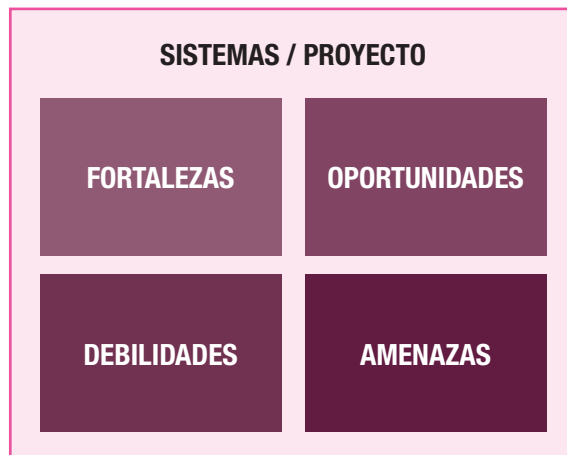 SISTEMAS / PROYECTO
FORTALEZAS
OPORTUNIDADES
DEBILIDADES
AMENAZAS